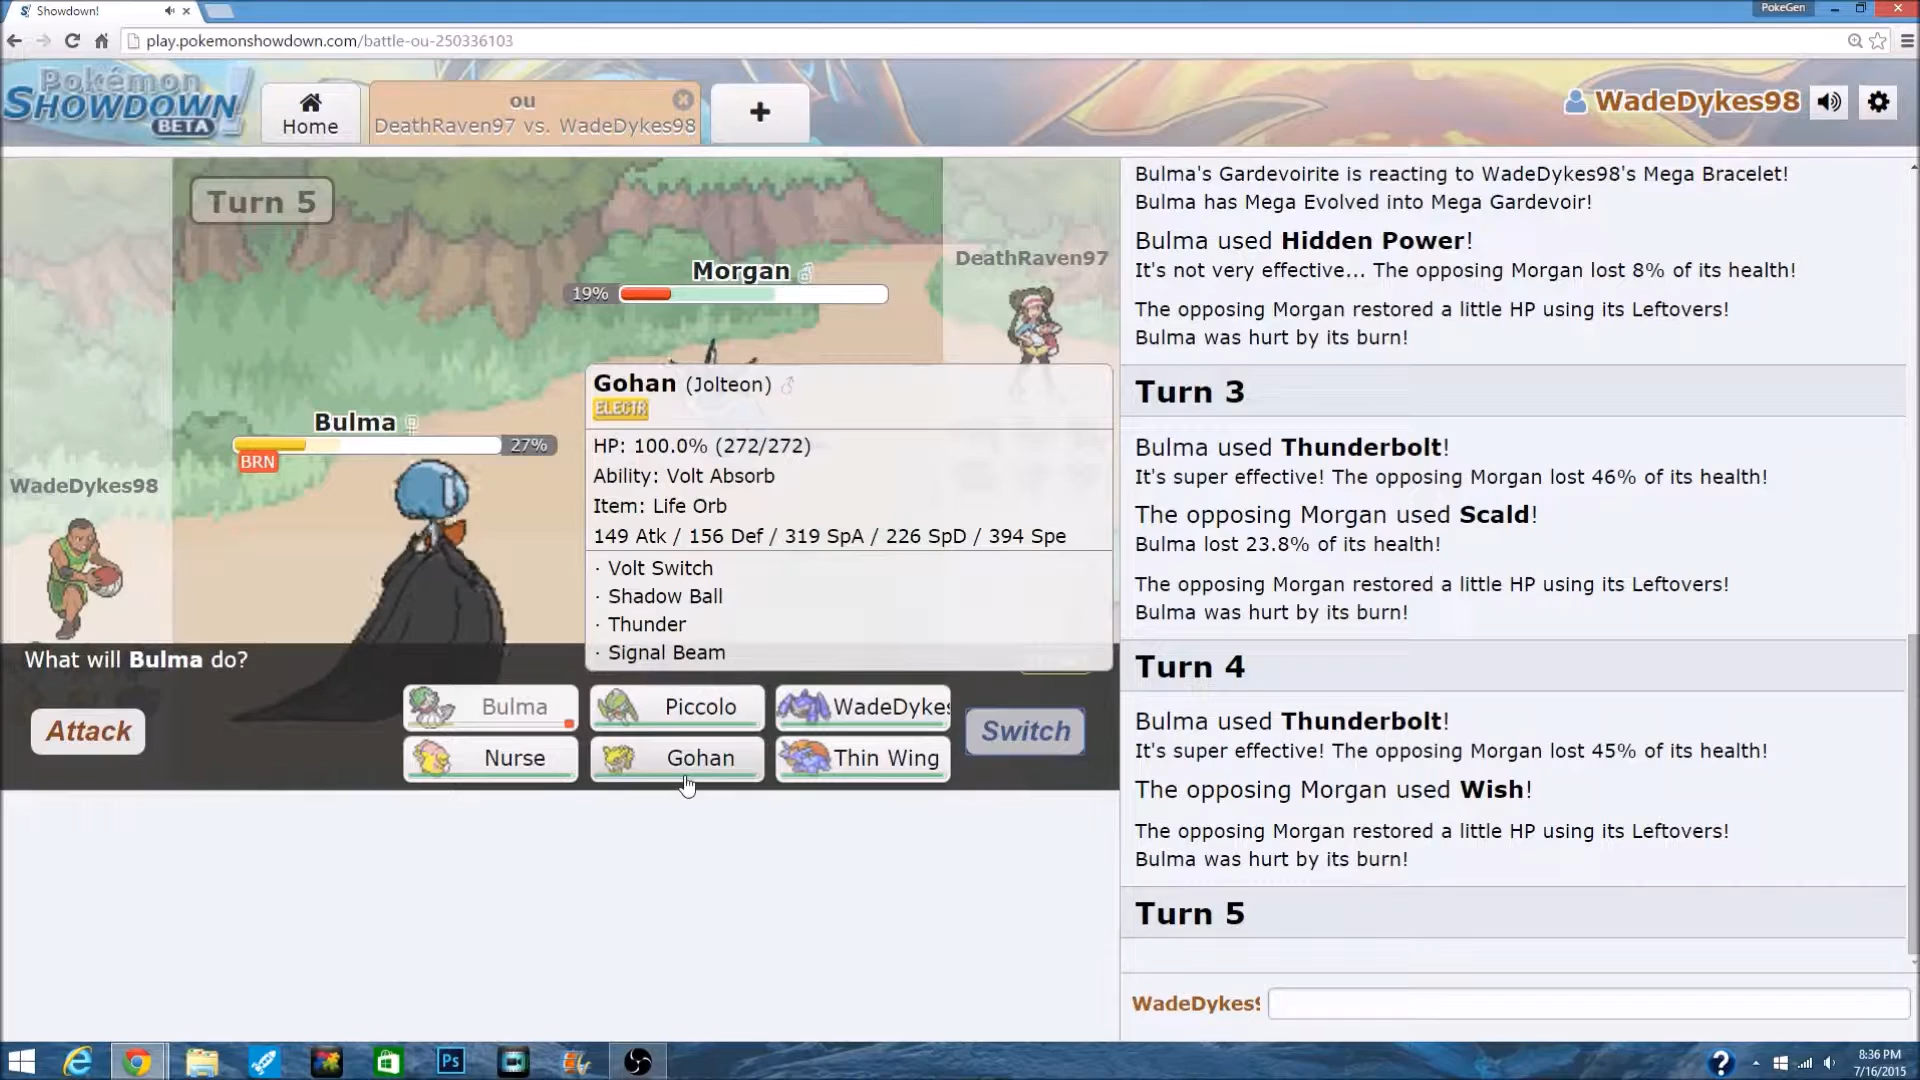 Showdown!
PokeGen
play.pokemonshowdown.com/battle-ou-250336103
Pokémon
SHOWDOWN!
BETA
Home
ou
DeathRaven97 vs. WadeDykes98
+
WadeDykes98
Turn 5
Morgan
19%
DeathRaven97
Bulma
27%
BRN
WadeDykes98
Gohan (Jolteon)
ELECTR
HP: 100.0% (272/272)
Ability: Volt Absorb
Item: Life Orb
149 Atk / 156 Def / 319 SpA / 226 SpD / 394 Spe
· Volt Switch
· Shadow Ball
· Thunder
· Signal Beam
What will Bulma do?
Attack
Bulma
Piccolo
WadeDykes
Nurse
Gohan
Thin Wing
Switch
Bulma's Gardevoirite is reacting to WadeDykes98's Mega Bracelet!
Bulma has Mega Evolved into Mega Gardevoir!
Bulma used Hidden Power!
It's not very effective... The opposing Morgan lost 8% of its health!
The opposing Morgan restored a little HP using its Leftovers!
Bulma was hurt by its burn!
Turn 3
Bulma used Thunderbolt!
It's super effective! The opposing Morgan lost 46% of its health!
The opposing Morgan used Scald!
Bulma lost 23.8% of its health!
The opposing Morgan restored a little HP using its Leftovers!
Bulma was hurt by its burn!
Turn 4
Bulma used Thunderbolt!
It's super effective! The opposing Morgan lost 45% of its health!
The opposing Morgan used Wish!
The opposing Morgan restored a little HP using its Leftovers!
Bulma was hurt by its burn!
Turn 5
WadeDykes9
Ps
8:36 PM
7/16/2015